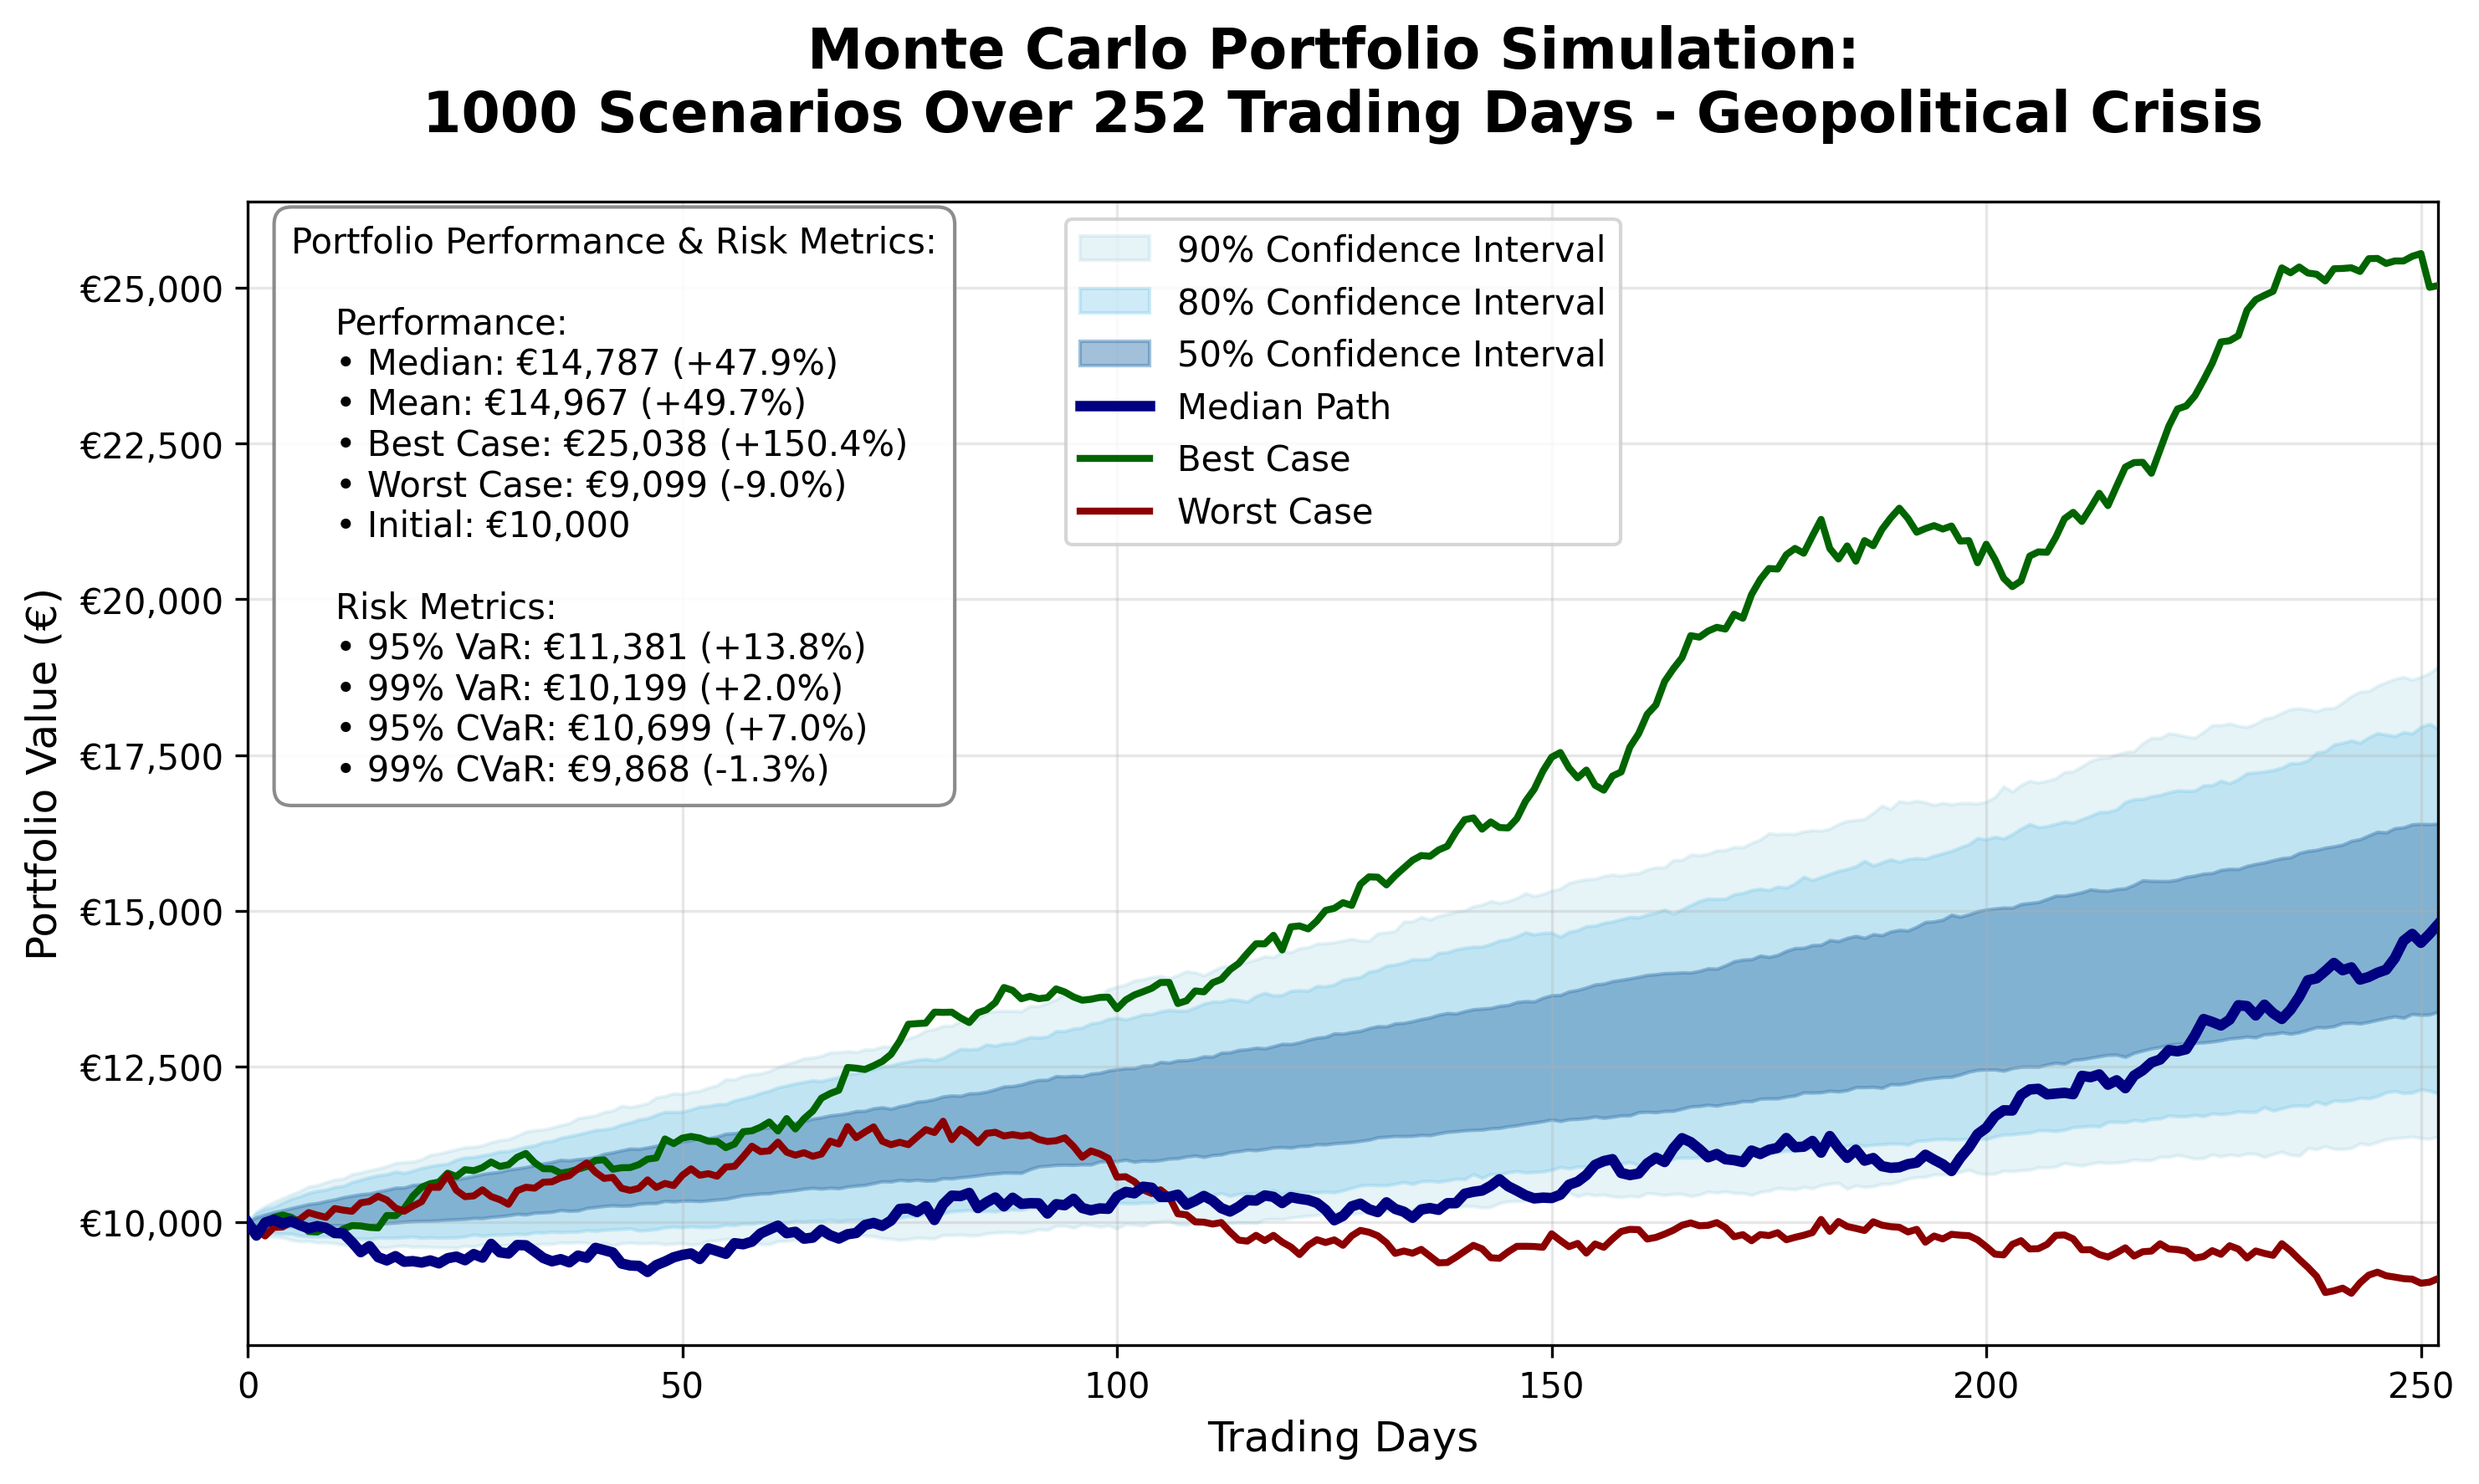 Monte Carlo Portfolio Simulation:
1000 Scenarios Over 252 Trading Days - Geopolitical Crisis
Portfolio Performance & Risk Metrics:
Performance:
• Median: €14,787 (+47.9%)
• Mean: €14,967 (+49.7%)
• Best Case: €25,038 (+150.4%)
• Worst Case: €9,099 (-9.0%)
• Initial: €10,000
Risk Metrics:
• 95% VaR: €11,381 (+13.8%)
• 99% VaR: €10,199 (+2.0%)
• 95% CVaR: €10,699 (+7.0%)
• 99% CVaR: €9,868 (-1.3%)
90% Confidence Interval
80% Confidence Interval
50% Confidence Interval
Median Path
Best Case
Worst Case
Portfolio Value (€)
€25,000
€22,500
€20,000
€17,500
€15,000
€12,500
€10,000
0
50
100
150
200
250
Trading Days